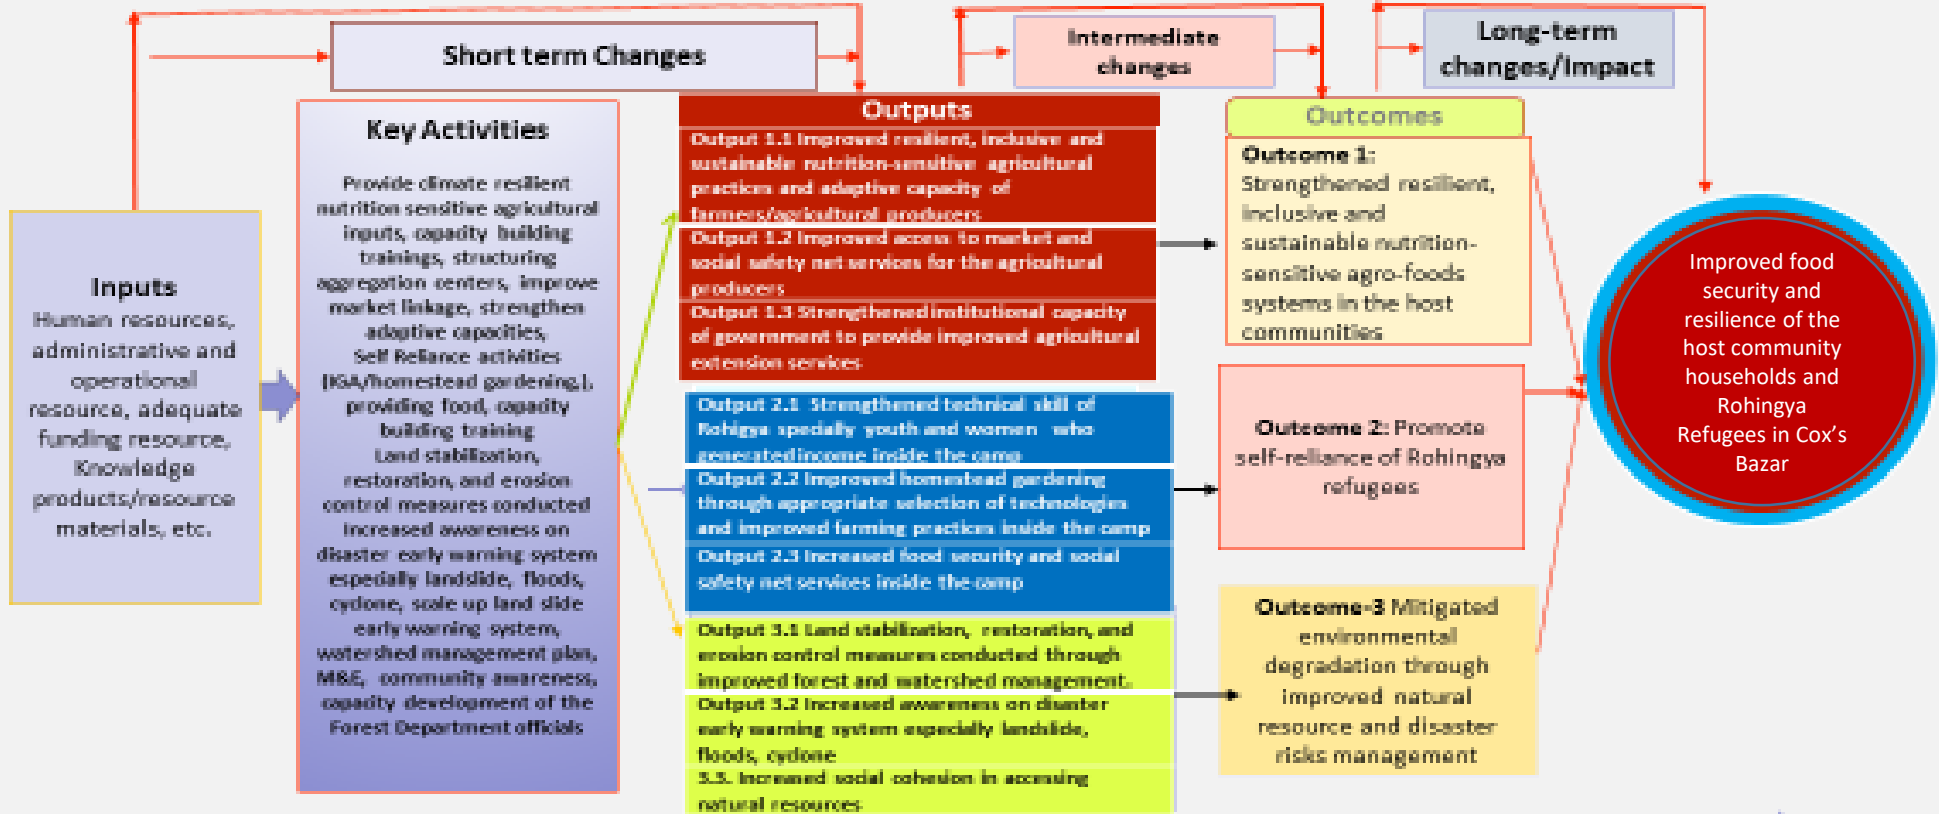 Short term Changes
Intermediate
changes
Long-term
changes/Impact
Inputs
Human resources,
administrative and
operational
resource, adequate
funding resource,
Knowledge
products/resource
materials, etc.
Key Activities
Provide climate resilient
nutrition sensitive agricultural
inputs, capacity building
trainings, structuring
aggregation centers, improve
market linkage, strengthen
adaptive capacities,
Self Reliance activities
(IGA/homestead gardening,),
providing food, capacity
building training
Land stabilization,
restoration, and erosion
control measures conducted
Increased awareness on
disaster early warning system
especially landslide, floods,
cyclone, scale up land slide
early warning system,
watershed management plan,
M&E, community awareness,
capacity development of the
Forest Department officials
Outputs
Output 1.1 Improved resilient, inclusive and
sustainable nutrition-sensitive agricultural
practices and adaptive capacity of
farmers/agricultural producers
Output 1.2 Improved access to market and
social safety net services for the agricultural
producers
Output 1.3 Strengthened institutional capacity
of government to provide improved agricultural
extension services
Output 2.1 Strengthened technical skill of
Rohigya specially youth and women who
generated income inside the camp
Output 2.2 Improved homestead gardening
through appropriate selection of technologies
and improved farming practices inside the camp
Output 2.3 Increased food security and social
safety net services inside the camp
Output 3.1 Land stabilization, restoration, and
erosion control measures conducted through
improved forest and watershed management.
Output 3.2 Increased awareness on disaster
early warning system especially landslide,
floods, cyclone
3.3. Increased social cohesion in accessing
natural resources
Outcomes
Outcome 1:
Strengthened resilient,
inclusive and
sustainable nutrition-
sensitive agro-foods
systems in the host
communities
Outcome 2: Promote
self-reliance of Rohingya
refugees
Outcome-3 Mitigated
environmental
degradation through
improved natural
resource and disaster
risks management
Improved food
security and
resilience of the
host community
households and
Rohingya
Refugees in Cox's
Bazar